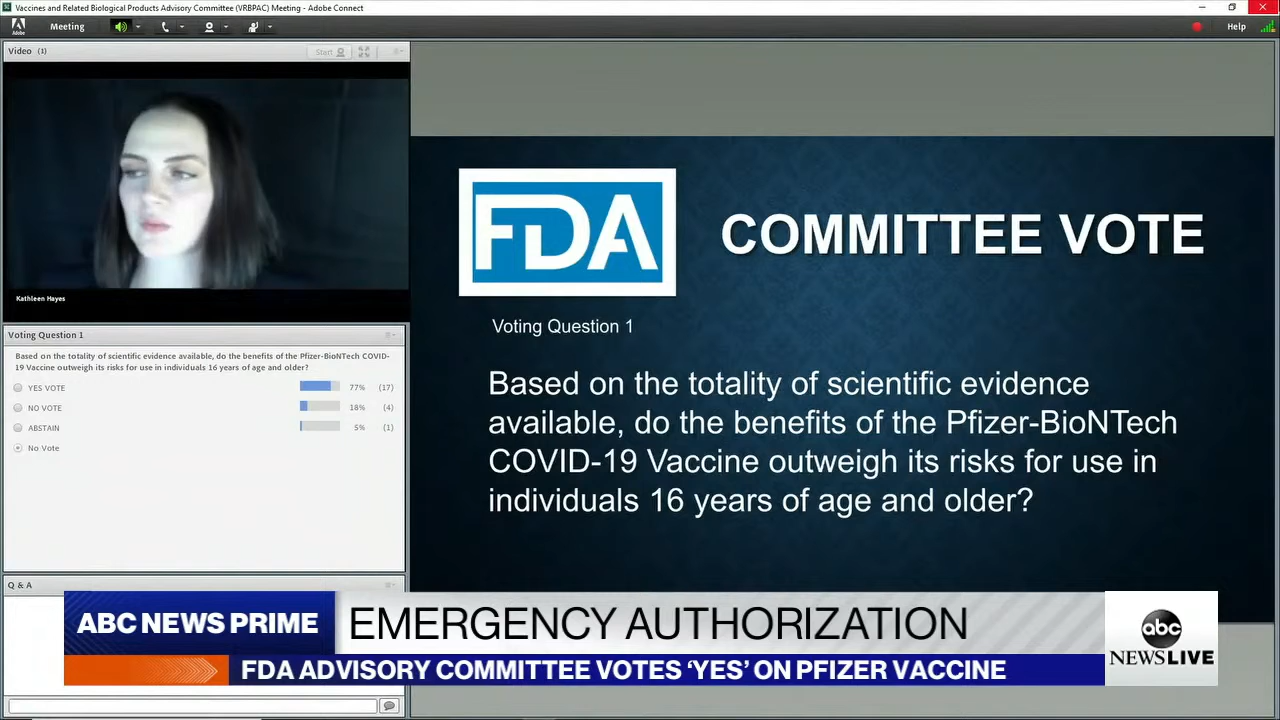 Vaccines and Related Biological Products Advisory Committee (VRBPAC) Meeting - Adobe Connect
Adobe
Meeting
Help
Video (1)
Start
Kathleen Hayes
Voting Question 1
Based on the totality of scientific evidence available, do the benefits of the Pfizer-BioNTech COVID-
19 Vaccine outweigh its risks for use in individuals 16 years of age and older?
YES VOTE 77% (17)
NO VOTE 18% (4)
ABSTAIN 5% (1)
No Vote
Q & A
FDA
COMMITTEE VOTE
Voting Question 1
Based on the totality of scientific evidence
available, do the benefits of the Pfizer-BioNTech
COVID-19 Vaccine outweigh its risks for use in
individuals 16 years of age and older?
ABC NEWS PRIME
EMERGENCY AUTHORIZATION
FDA ADVISORY COMMITTEE VOTES ‘YES’ ON PFIZER VACCINE
abc
NEWS LIVE